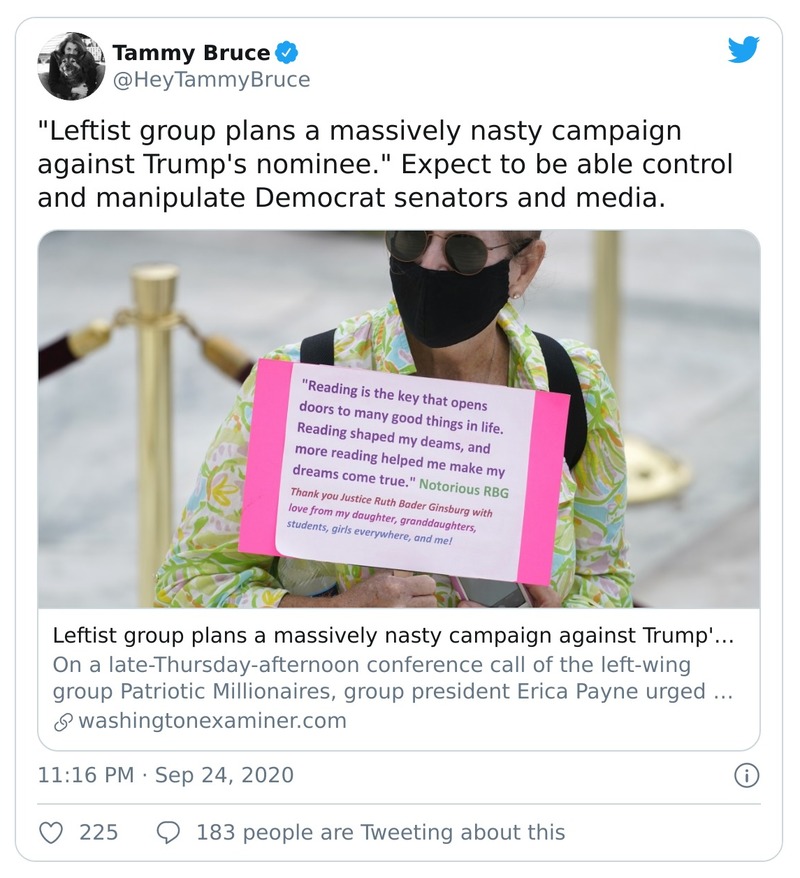 Tammy Bruce
@HeyTammyBruce
"Leftist group plans a massively nasty campaign
against Trump's nominee." Expect to be able control
and manipulate Democrat senators and media.
"Reading is the key that opens
doors to many good things in life.
Reading shaped my deams, and
more reading helped me make my
dreams come true." Notorious RBG
Thank you Justice Ruth Bader Ginsburg with
love from my daughter, granddaughters,
students, girls everywhere, and me!
Leftist group plans a massively nasty campaign against Trump'...
On a late-Thursday-afternoon conference call of the left-wing
group Patriotic Millionaires, group president Erica Payne urged ...
washingtonexaminer.com
11:16 PM · Sep 24, 2020
225 183 people are Tweeting about this